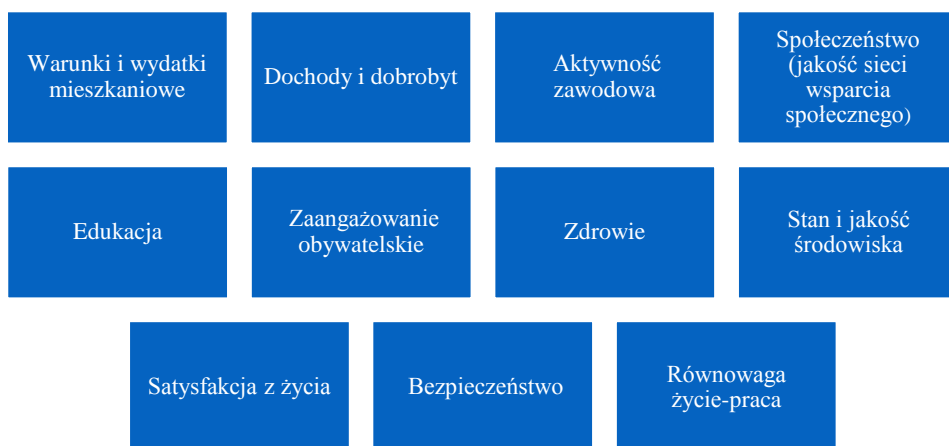 Warunki i wydatki
mieszkaniowe
Dochody i dobrobyt
Aktywność
zawodowa
Społeczeństwo
(jakość sieci
wsparcia
społecznego)
Edukacja
Zaangażowanie
obywatelskie
Zdrowie
Stan i jakość
środowiska
Satysfakcja z życia
Bezpieczeństwo
Równowaga
życie-praca